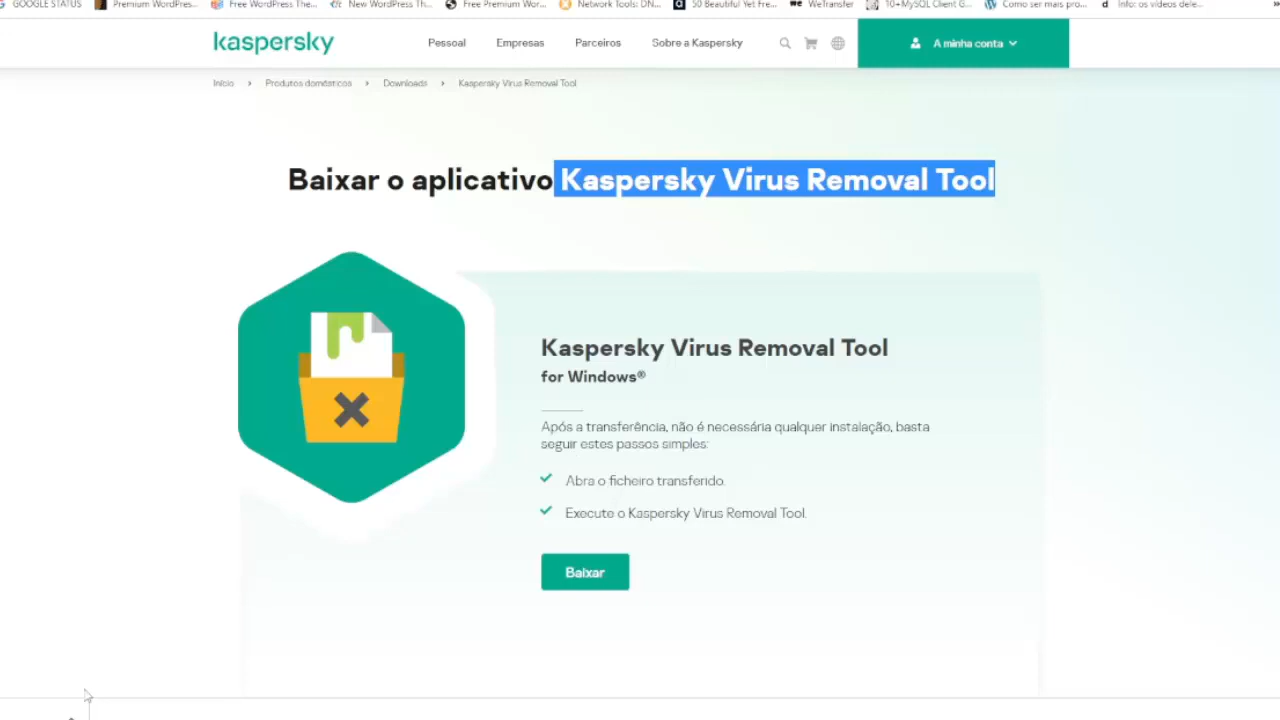 GOOGLE STATUS Premium WordPres... Free WordPress The... New WordPress Th... Free Premium Wor... Network Tools: DN... 50 Beautiful Yet Fre... WeTransfer 10+MySQL Client G... Como ser mais pro... Info: os vídeos dele...
kaspersky Pessoal Empresas Parceiros Sobre a Kaspersky A minha conta
Início > Produtos domésticos > Downloads > Kaspersky Virus Removal Tool
Baixar o aplicativo Kaspersky Virus Removal Tool
Kaspersky Virus Removal Tool
for Windows®
Após a transferência, não é necessária qualquer instalação, basta
seguir estes passos simples:
Abra o ficheiro transferido.
Execute o Kaspersky Virus Removal Tool.
Baixar